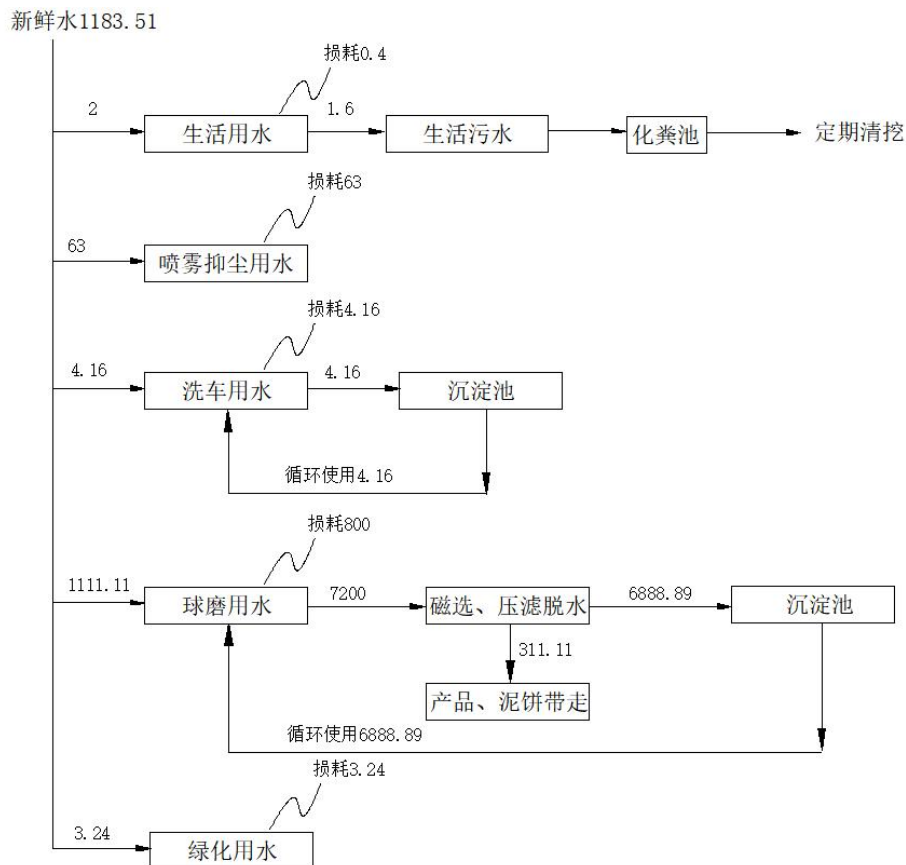 新鲜水1183.51
损耗0.4
2
生活用水
1.6
生活污水
化粪池
定期清挖
损耗63
63
喷雾抑尘用水
损耗4.16
4.16
洗车用水
4.16
沉淀池
循环使用4.16
损耗800
1111.11
球磨用水
7200
磁选、压滤脱水
6888.89
沉淀池
311.11
产品、泥饼带走
循环使用6888.89
损耗3.24
3.24
绿化用水